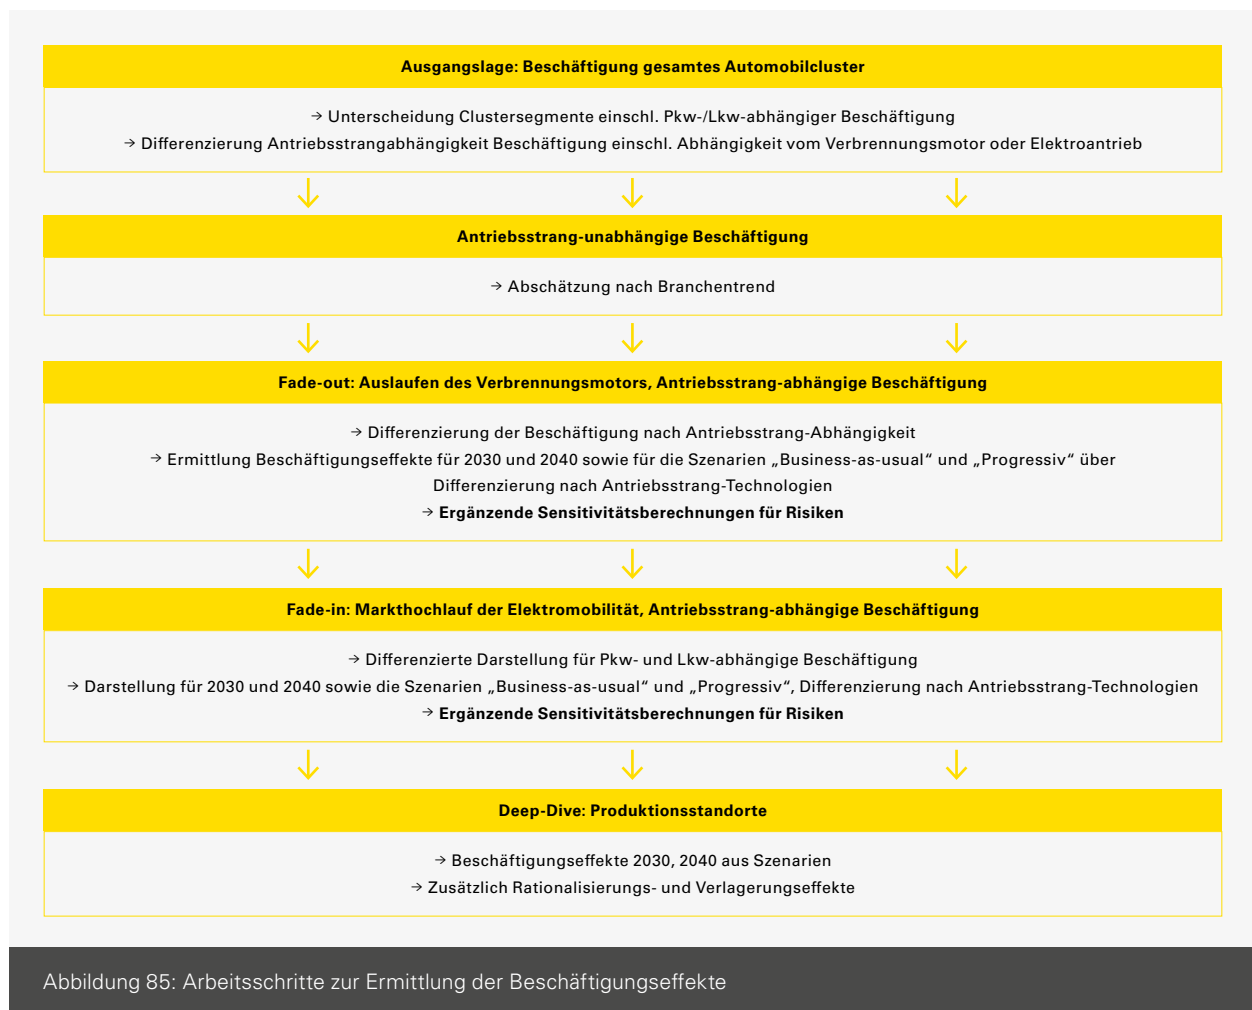 Ausgangslage: Beschäftigung gesamtes Automobilcluster
→ Unterscheidung Clustersegmente einschl. Pkw-/Lkw-abhängiger Beschäftigung
→ Differenzierung Antriebsstrangabhängigkeit Beschäftigung einschl. Abhängigkeit vom Verbrennungsmotor oder Elektroantrieb
Antriebsstrang-unabhängige Beschäftigung
→ Abschätzung nach Branchentrend
Fade-out: Auslaufen des Verbrennungsmotors, Antriebsstrang-abhängige Beschäftigung
→ Differenzierung der Beschäftigung nach Antriebsstrang-Abhängigkeit
→ Ermittlung Beschäftigungseffekte für 2030 und 2040 sowie für die Szenarien „Business-as-usual“ und „Progressiv“ über
Differenzierung nach Antriebsstrang-Technologien
→ Ergänzende Sensitivitätsberechnungen für Risiken
Fade-in: Markthochlauf der Elektromobilität, Antriebsstrang-abhängige Beschäftigung
→ Differenzierte Darstellung für Pkw- und Lkw-abhängige Beschäftigung
→ Darstellung für 2030 und 2040 sowie die Szenarien „Business-as-usual“ und „Progressiv“, Differenzierung nach Antriebsstrang-Technologien
→ Ergänzende Sensitivitätsberechnungen für Risiken
Deep-Dive: Produktionsstandorte
→ Beschäftigungseffekte 2030, 2040 aus Szenarien
→ Zusätzlich Rationalisierungs- und Verlagerungseffekte
Abbildung 85: Arbeitsschritte zur Ermittlung der Beschäftigungseffekte